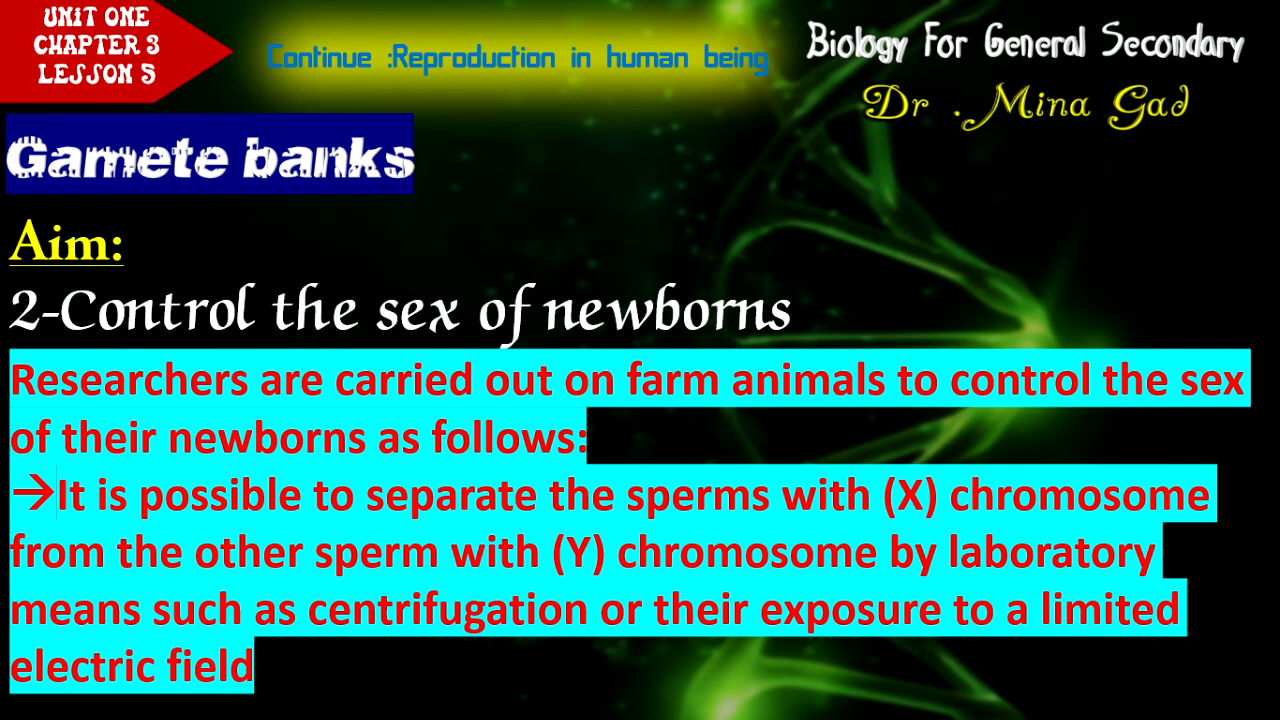 UNIT ONE
CHAPTER 3
LESSON 5
Continue :Reproduction in human being
Biology For General Secondary
Dr .Mina Gad
Gamete banks
Aim:
2-Control the sex of newborns
Researchers are carried out on farm animals to control the sex
of their newborns as follows:
→It is possible to separate the sperms with (X) chromosome
from the other sperm with (Y) chromosome by laboratory
means such as centrifugation or their exposure to a limited
electric field